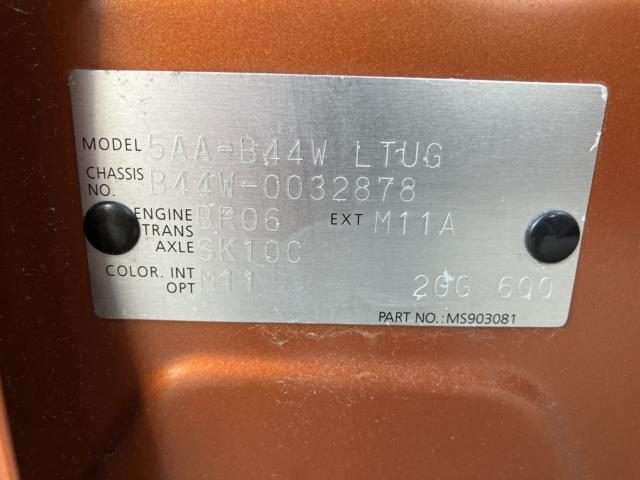 MODEL 5AA-B44W LTUG
CHASSIS NO. B44W-0032878
ENGINE BR06 EXT M11A
TRANS AXLE SK10C
COLOR. INT M11
OPT 2GG 600
PART NO.:MS903081